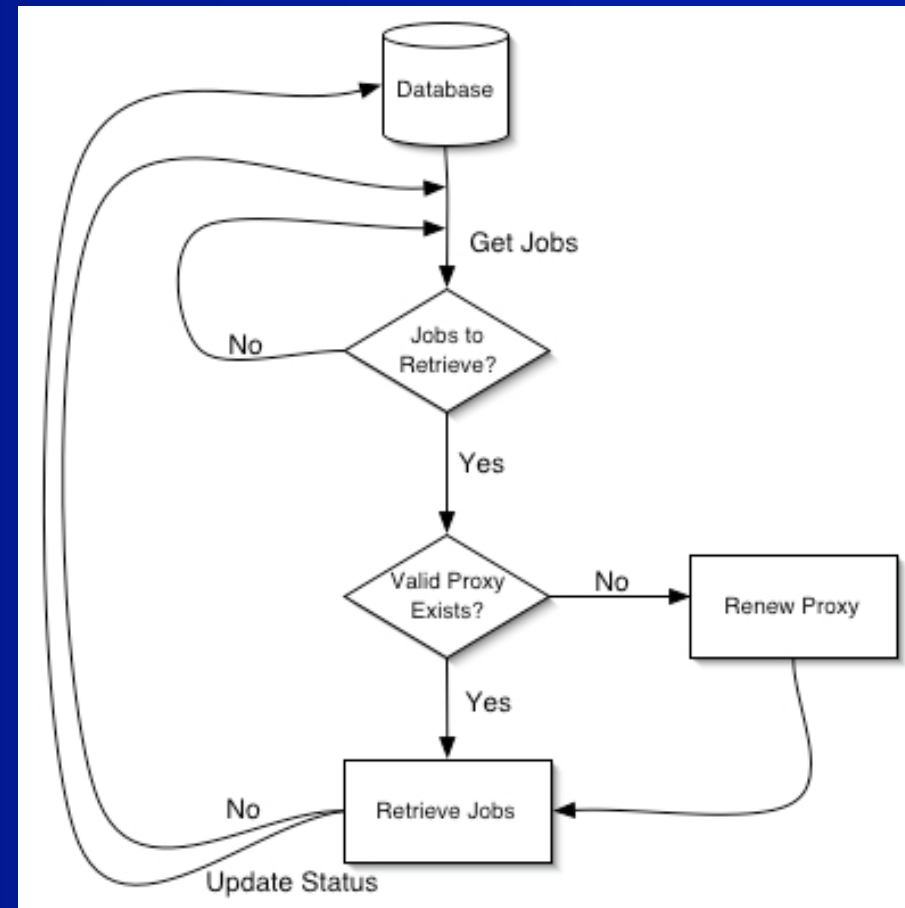 Database
Get Jobs
Jobs to
Retrieve?
No
Yes
Valid Proxy
Exists?
No
Renew Proxy
Yes
Retrieve Jobs
No
Update Status